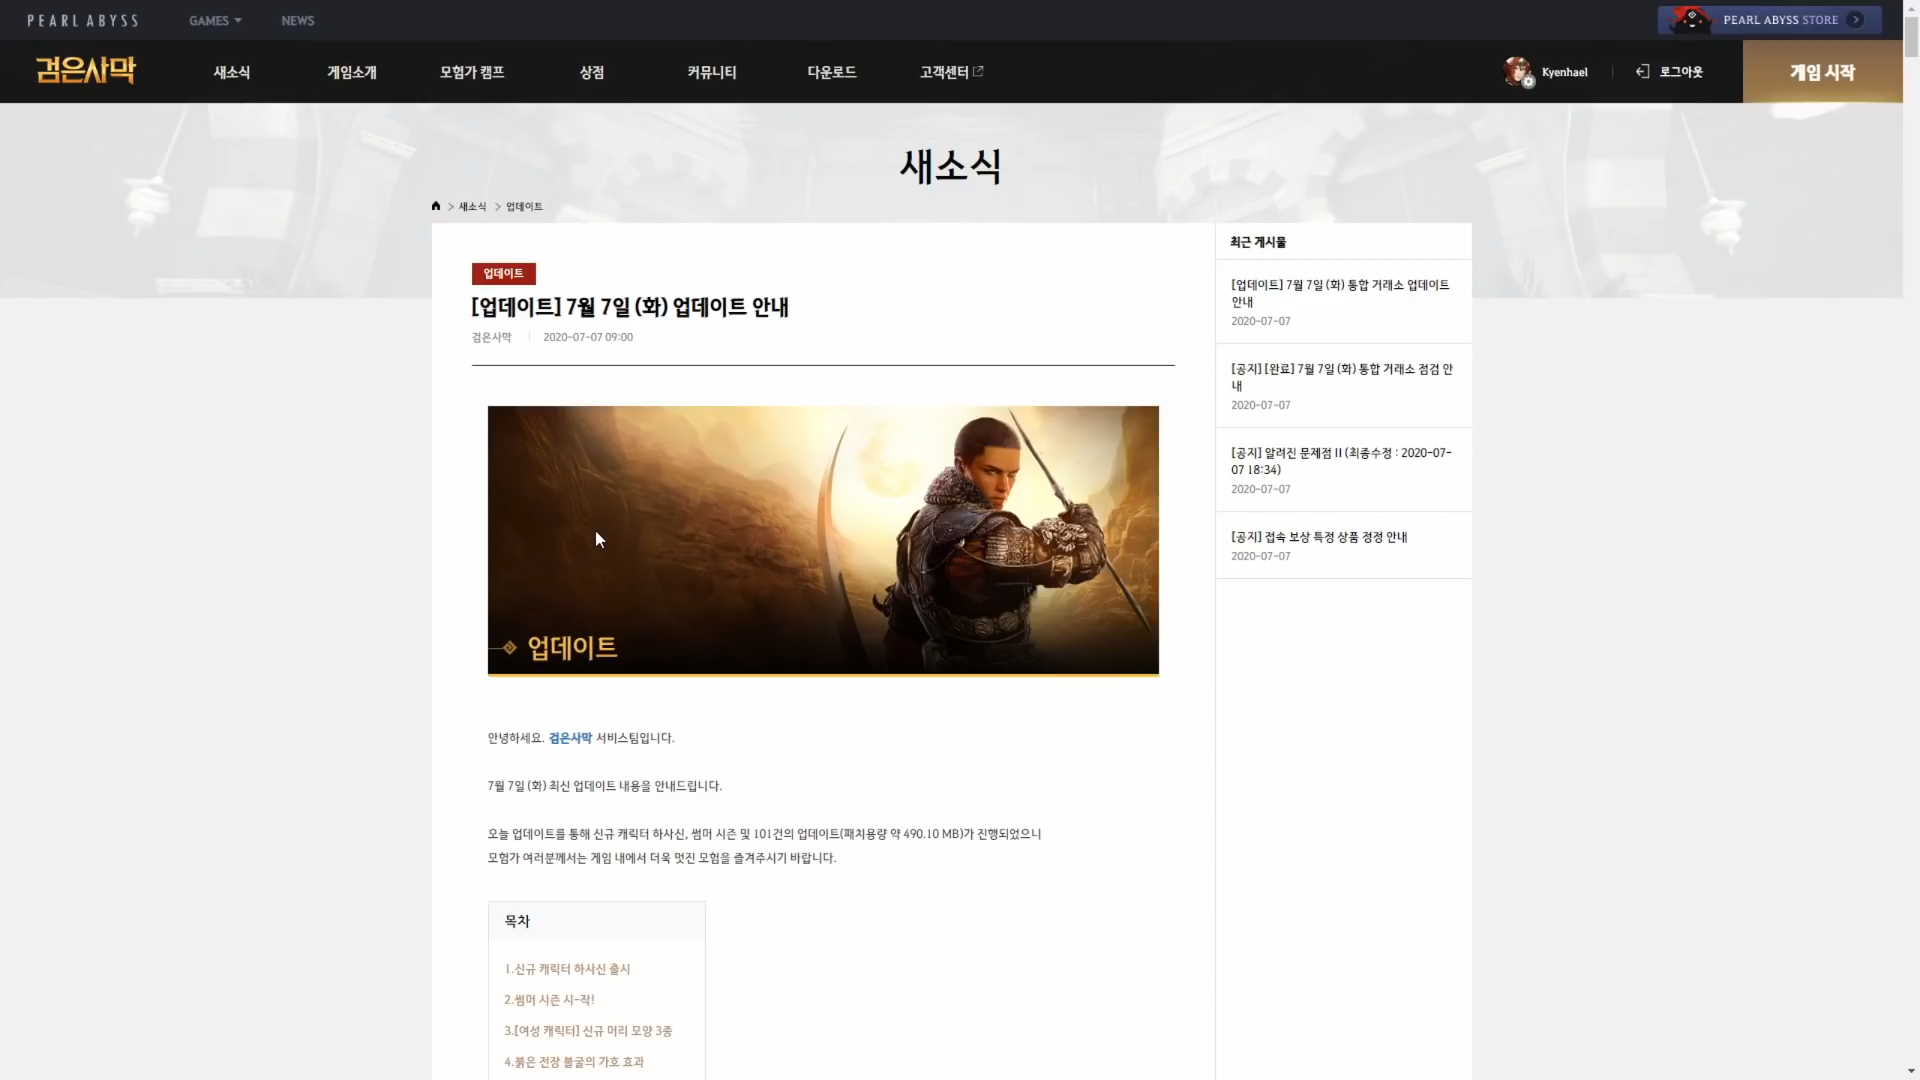 PEARL ABYSS
GAMES
NEWS
PEARL ABYSS STORE
검은사막
새소식
게임소개
모험가 캠프
상점
커뮤니티
다운로드
고객센터
Kyenhael
로그아웃
게임 시작
새소식
> 새소식 > 업데이트
업데이트
[업데이트] 7월 7일 (화) 업데이트 안내
검은사막
2020-07-07 09:00
업데이트
안녕하세요. 검은사막 서비스팀입니다.
7월 7일 (화) 최신 업데이트 내용을 안내드립니다.
오늘 업데이트를 통해 신규 캐릭터 하사신, 썸머 시즌 및 101건의 업데이트(패치용량 약 490.10 MB)가 진행되었으니
모험가 여러분께서는 게임 내에서 더욱 멋진 모험을 즐겨주시기 바랍니다.
목차
1.신규 캐릭터 하사신 출시
2.썸머 시즌 시-작!
3.[여성 캐릭터] 신규 머리 모양 3종
4.붉은 전장 불굴의 가호 효과
최근 게시물
[업데이트] 7월 7일 (화) 통합 거래소 업데이트
안내
2020-07-07
[공지] [완료] 7월 7일 (화) 통합 거래소 점검 안
내
2020-07-07
[공지] 알려진 문제점 II (최종수정 : 2020-07-
07 18:34)
2020-07-07
[공지] 접속 보상 특정 상품 정정 안내
2020-07-07